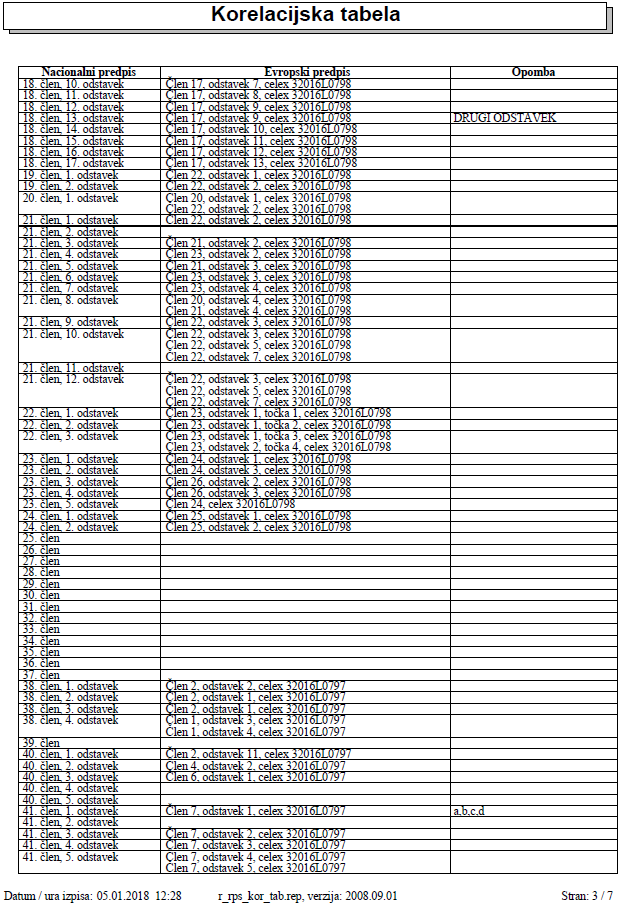 Korelacijska tabela
Nacionalni predpis Evropski predpis Opomba
18. člen, 10. odstavek Člen 17, odstavek 7, celex 32016L0798
18. člen, 11. odstavek Člen 17, odstavek 8, celex 32016L0798
18. člen, 12. odstavek Člen 17, odstavek 9, celex 32016L0798
18. člen, 13. odstavek Člen 17, odstavek 9, celex 32016L0798 DRUGI ODSTAVEK
18. člen, 14. odstavek Člen 17, odstavek 10, celex 32016L0798
18. člen, 15. odstavek Člen 17, odstavek 11, celex 32016L0798
18. člen, 16. odstavek Člen 17, odstavek 12, celex 32016L0798
18. člen, 17. odstavek Člen 17, odstavek 13, celex 32016L0798
19. člen, 1. odstavek Člen 22, odstavek 1, celex 32016L0798
19. člen, 2. odstavek Člen 22, odstavek 2, celex 32016L0798
20. člen, 1. odstavek Člen 20, odstavek 1, celex 32016L0798
Člen 22, odstavek 2, celex 32016L0798
21. člen, 1. odstavek Člen 22, odstavek 2, celex 32016L0798
21. člen, 2. odstavek
21. člen, 3. odstavek Člen 21, odstavek 2, celex 32016L0798
21. člen, 4. odstavek Člen 23, odstavek 2, celex 32016L0798
21. člen, 5. odstavek Člen 21, odstavek 3, celex 32016L0798
21. člen, 6. odstavek Člen 23, odstavek 3, celex 32016L0798
21. člen, 7. odstavek Člen 23, odstavek 4, celex 32016L0798
21. člen, 8. odstavek Člen 20, odstavek 4, celex 32016L0798
Člen 21, odstavek 4, celex 32016L0798
21. člen, 9. odstavek Člen 22, odstavek 3, celex 32016L0798
21. člen, 10. odstavek Člen 22, odstavek 3, celex 32016L0798
Člen 22, odstavek 5, celex 32016L0798
Člen 22, odstavek 7, celex 32016L0798
21. člen, 11. odstavek
21. člen, 12. odstavek Člen 22, odstavek 3, celex 32016L0798
Člen 22, odstavek 5, celex 32016L0798
Člen 22, odstavek 7, celex 32016L0798
22. člen, 1. odstavek Člen 23, odstavek 1, točka 1, celex 32016L0798
22. člen, 2. odstavek Člen 23, odstavek 1, točka 2, celex 32016L0798
22. člen, 3. odstavek Člen 23, odstavek 1, točka 3, celex 32016L0798
Člen 23, odstavek 2, točka 4, celex 32016L0798
23. člen, 1. odstavek Člen 24, odstavek 1, celex 32016L0798
23. člen, 2. odstavek Člen 24, odstavek 3, celex 32016L0798
23. člen, 3. odstavek Člen 26, odstavek 2, celex 32016L0798
23. člen, 4. odstavek Člen 26, odstavek 3, celex 32016L0798
23. člen, 5. odstavek Člen 24, celex 32016L0798
24. člen, 1. odstavek Člen 25, odstavek 1, celex 32016L0798
24. člen, 2. odstavek Člen 25, odstavek 2, celex 32016L0798
25. člen
26. člen
27. člen
28. člen
29. člen
30. člen
31. člen
32. člen
33. člen
34. člen
35. člen
36. člen
37. člen
38. člen, 1. odstavek Člen 2, odstavek 2, celex 32016L0797
38. člen, 2. odstavek Člen 2, odstavek 1, celex 32016L0797
38. člen, 3. odstavek Člen 2, odstavek 1, celex 32016L0797
38. člen, 4. odstavek Člen 1, odstavek 3, celex 32016L0797
Člen 1, odstavek 4, celex 32016L0797
39. člen
40. člen, 1. odstavek Člen 2, odstavek 11, celex 32016L0797
40. člen, 2. odstavek Člen 4, odstavek 2, celex 32016L0797
40. člen, 3. odstavek Člen 6, odstavek 1, celex 32016L0797
40. člen, 4. odstavek
40. člen, 5. odstavek
41. člen, 1. odstavek Člen 7, odstavek 1, celex 32016L0797 a,b,c,d
41. člen, 2. odstavek
41. člen, 3. odstavek Člen 7, odstavek 2, celex 32016L0797
41. člen, 4. odstavek Člen 7, odstavek 3, celex 32016L0797
41. člen, 5. odstavek Člen 7, odstavek 4, celex 32016L0797
Člen 7, odstavek 5, celex 32016L0797
Datum / ura izpisa: 05.01.2018 12:28 r_rps_kor_tab.rep, verzija: 2008.09.01 Stran: 3 / 7